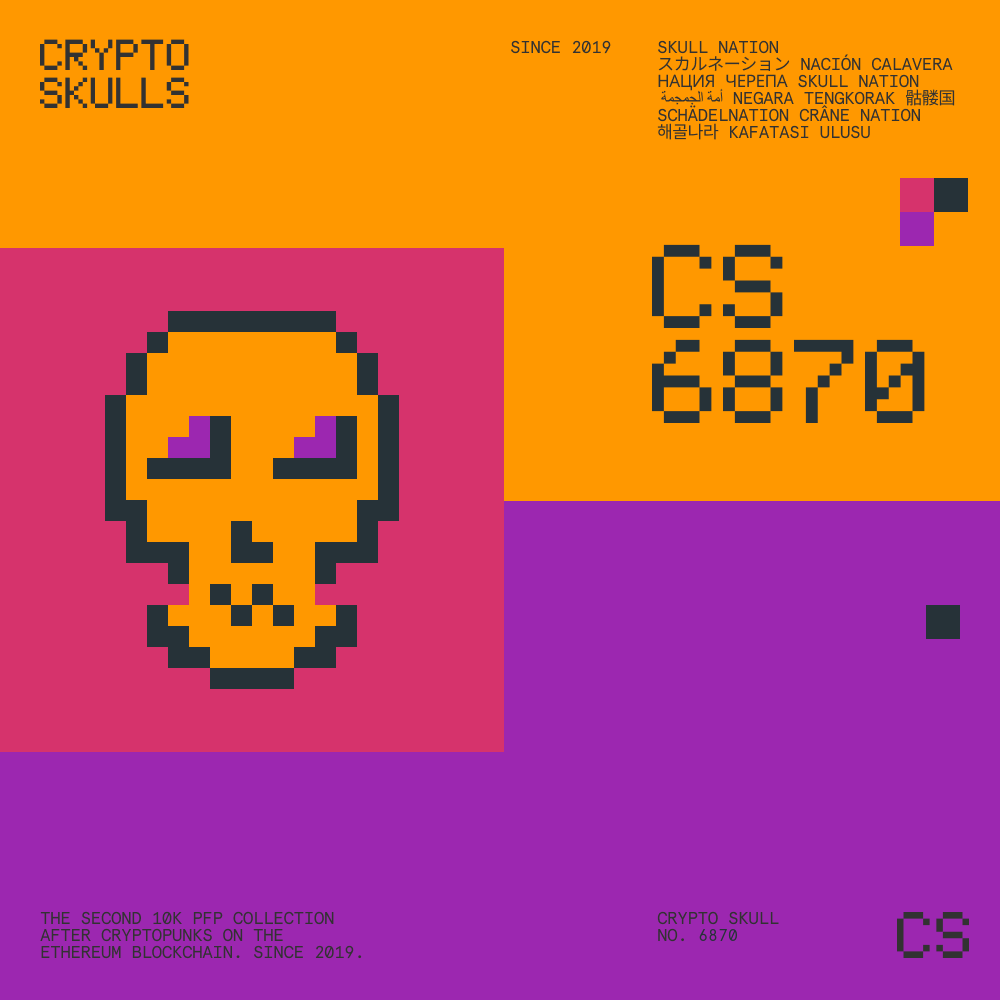 CRYPTO
SKULLS
SINCE 2019
SKULL NATION
スカルネーション NACIÓN CALAVERA
НАЦИЯ ЧЕРЕПА SKULL NATION
أمة الجمجمة NEGARA TENGKORAK 骷髅国
SCHÄDELNATION CRÂNE NATION
해골나라 KAFATASI ULUSU
CS
6870
THE SECOND 10K PFP COLLECTION
AFTER CRYPTOPUNKS ON THE
ETHEREUM BLOCKCHAIN. SINCE 2019.
CRYPTO SKULL
NO. 6870
CS